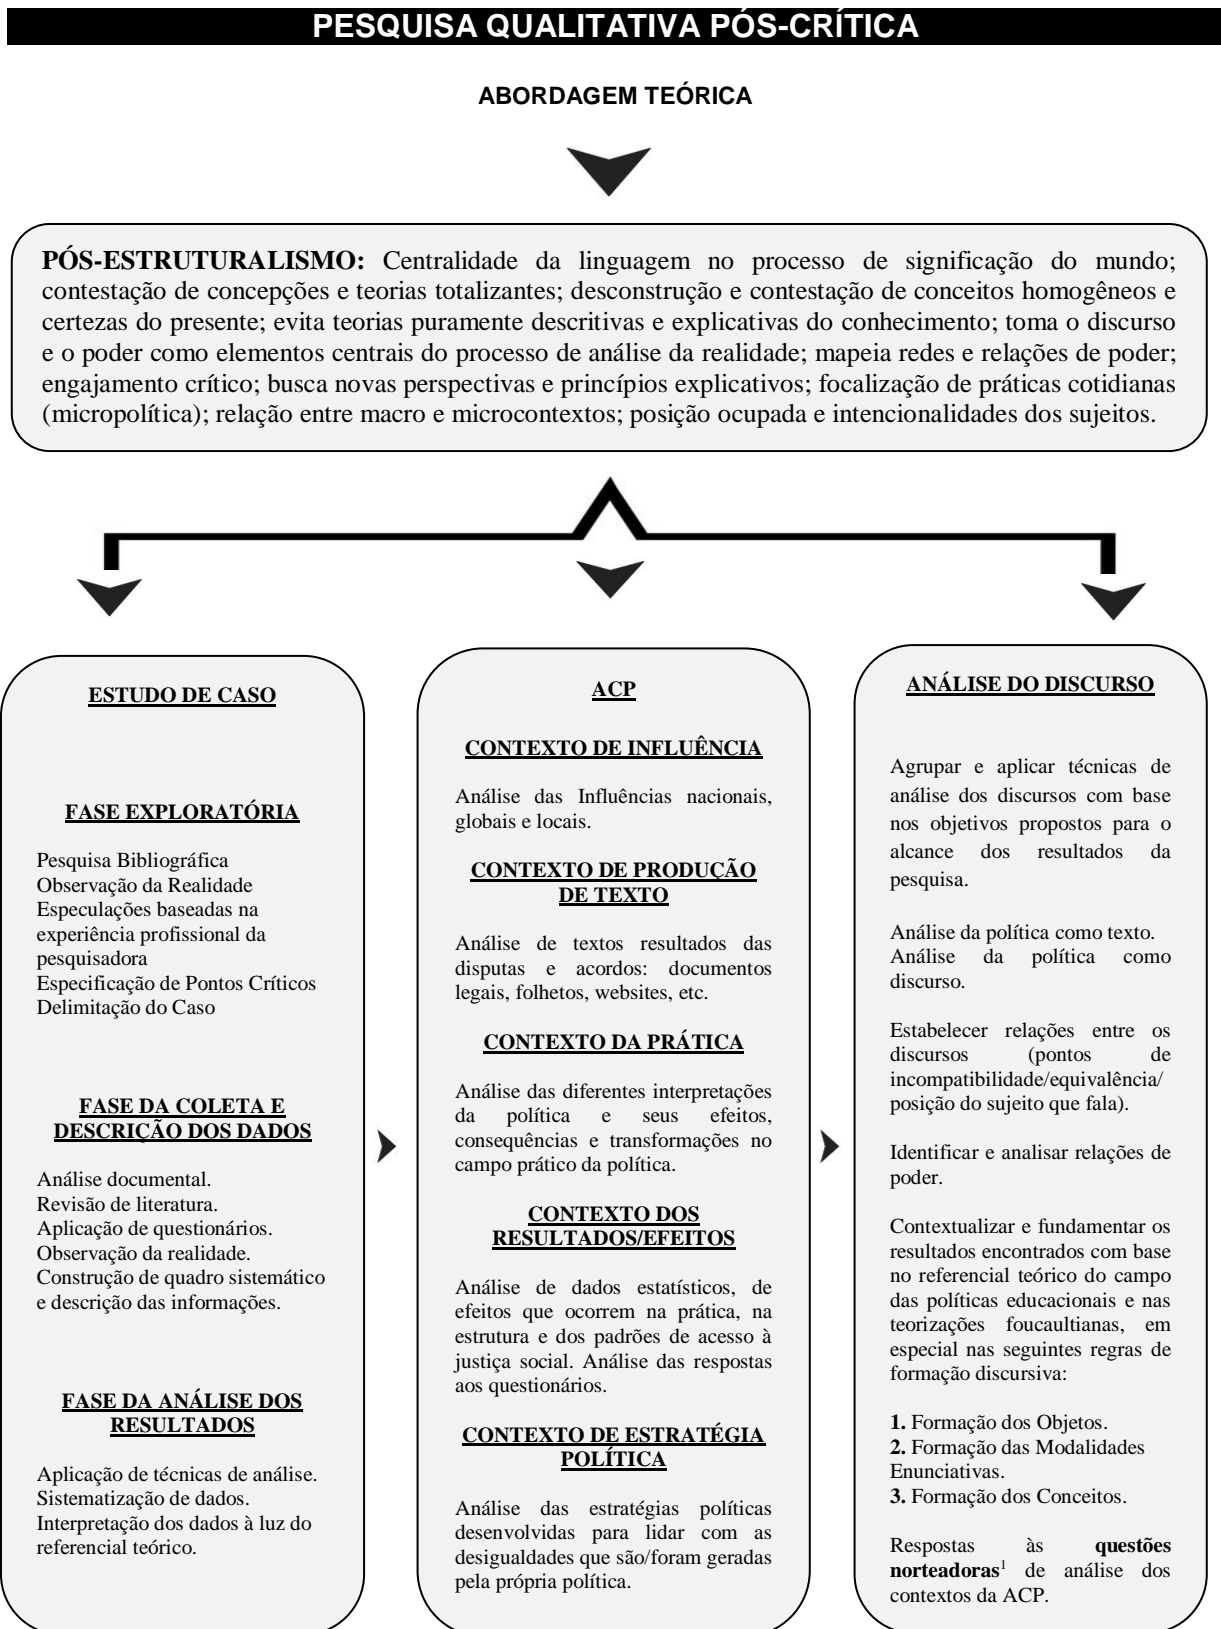 PESQUISA QUALITATIVA PÓS-CRÍTICA
ABORDAGEM TEÓRICA
PÓS-ESTRUTURALISMO: Centralidade da linguagem no processo de significação do mundo;
contestação de concepções e teorias totalizantes; desconstrução e contestação de conceitos homogêneos e
certezas do presente; evita teorias puramente descritivas e explicativas do conhecimento; toma o discurso
e o poder como elementos centrais do processo de análise da realidade; mapeia redes e relações de poder;
engajamento crítico; busca novas perspectivas e princípios explicativos; focalização de práticas cotidianas
(micropolítica); relação entre macro e microcontextos; posição ocupada e intencionalidades dos sujeitos.
ESTUDO DE CASO
FASE EXPLORATÓRIA
Pesquisa Bibliográfica
Observação da Realidade
Especulações baseadas na
experiência profissional da
pesquisadora
Especificação de Pontos Críticos
Delimitação do Caso
FASE DA COLETA E
DESCRIÇÃO DOS DADOS
Análise documental.
Revisão de literatura.
Aplicação de questionários.
Observação da realidade.
Construção de quadro sistemático
e descrição das informações.
FASE DA ANÁLISE DOS
RESULTADOS
Aplicação de técnicas de análise.
Sistematização de dados.
Interpretação dos dados à luz do
referencial teórico.
ACP
CONTEXTO DE INFLUÊNCIA
Análise das Influências nacionais,
globais e locais.
CONTEXTO DE PRODUÇÃO
DE TEXTO
Análise de textos resultados das
disputas e acordos: documentos
legais, folhetos, websites, etc.
CONTEXTO DA PRÁTICA
Análise das diferentes interpretações
da política e seus efeitos,
consequências e transformações no
campo prático da política.
CONTEXTO DOS
RESULTADOS/EFEITOS
Análise de dados estatísticos, de
efeitos que ocorrem na prática, na
estrutura e dos padrões de acesso à
justiça social. Análise das respostas
aos questionários.
CONTEXTO DE ESTRATÉGIA
POLÍTICA
Análise das estratégias políticas
desenvolvidas para lidar com as
desigualdades que são/foram geradas
pela própria política.
ANÁLISE DO DISCURSO
Agrupar e aplicar técnicas de
análise dos discursos com base
nos objetivos propostos para o
alcance dos resultados da
pesquisa.
Análise da política como texto.
Análise da política como
discurso.
Estabelecer relações entre os
discursos (pontos de
incompatibilidade/equivalência/
posição do sujeito que fala).
Identificar e analisar relações de
poder.
Contextualizar e fundamentar os
resultados encontrados com base
no referencial teórico do campo
das políticas educacionais e nas
teorizações foucaultianas, em
especial nas seguintes regras de
formação discursiva:
1. Formação dos Objetos.
2. Formação das Modalidades
Enunciativas.
3. Formação dos Conceitos.
Respostas às questões
norteadoras¹ de análise dos
contextos da ACP.